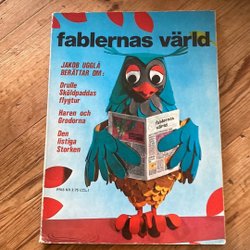 fablernas värld
JAKOB UGGLA
BERÄTTAR OM:
Drulle
Sköldpaddas
flygtur
Haren och
Grodorna
Den
listiga
Storken
fablernas
värld